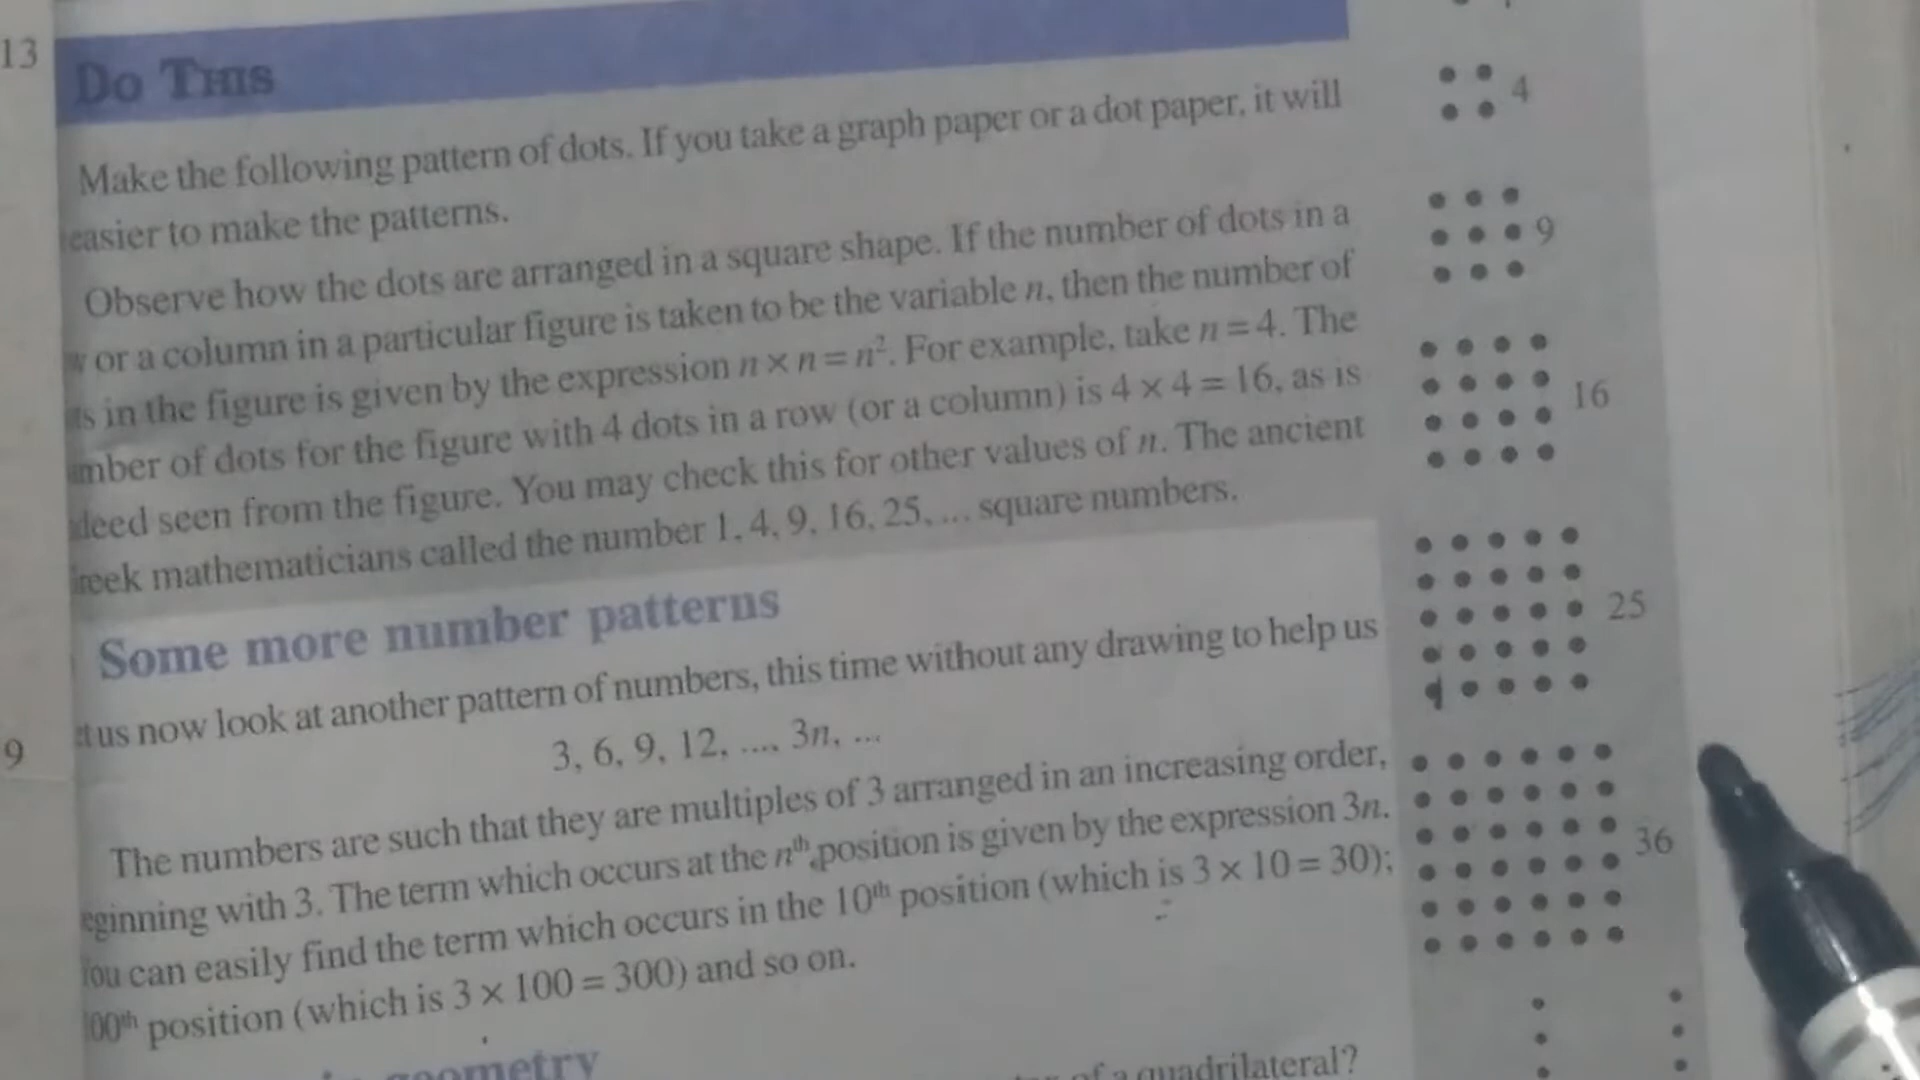 13
Do This
Make the following pattern of dots. If you take a graph paper or a dot paper, it will
easier to make the patterns.
Observe how the dots are arranged in a square shape. If the number of dots in a
or a column in a particular figure is taken to be the variable n, then the number of
in the figure is given by the expression n × n = n². For example, take n = 4. The
mber of dots for the figure with 4 dots in a row (or a column) is 4 × 4 = 16, as is
deed seen from the figure. You may check this for other values of n. The ancient
reek mathematicians called the number 1, 4, 9, 16, 25, ... square numbers.
4
9
16
25
36
Some more number patterns
us now look at another pattern of numbers, this time without any drawing to help us
3, 6, 9, 12, ...., 3n, ...
9
The numbers are such that they are multiples of 3 arranged in an increasing order,
eginning with 3. The term which occurs at the nth position is given by the expression 3n.
You can easily find the term which occurs in the 10th position (which is 3 × 10 = 30);
00th position (which is 3 × 100 = 300) and so on.
geometry
of a quadrilateral?